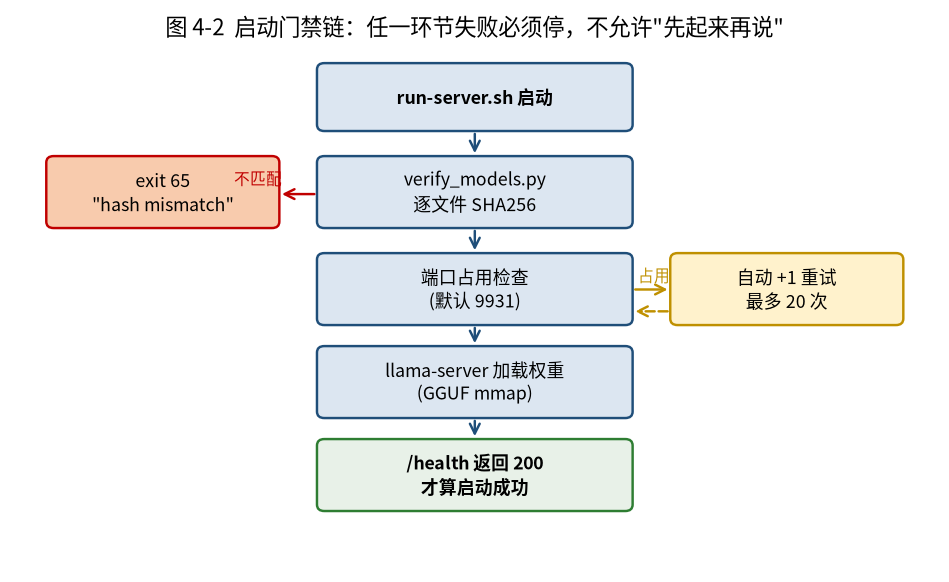 图 4-2 启动门禁链：任一环节失败必须停，不允许"先起来再说"
run-server.sh 启动
exit 65
"hash mismatch"
不匹配
verify_models.py
逐文件 SHA256
端口占用检查
(默认 9931)
占用
自动 +1 重试
最多 20 次
llama-server 加载权重
(GGUF mmap)
/health 返回 200
才算启动成功